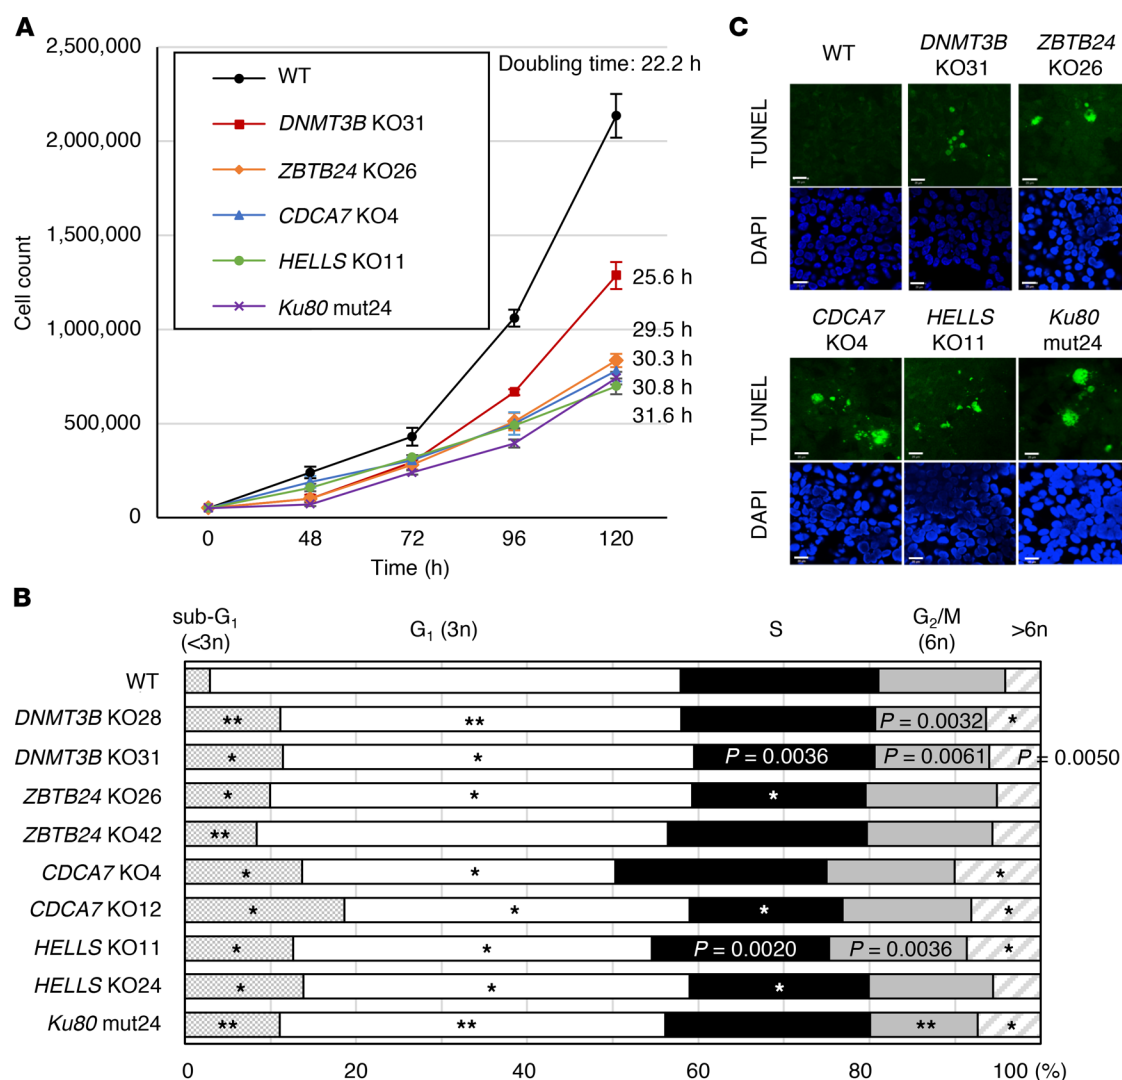 A
2,500,000
2,000,000
1,500,000
1,000,000
500,000
0
Cell count
0 48 72 96 120
Time (h)
WT
DNMT3B KO31
ZBTB24 KO26
CDCA7 KO4
HELLS KO11
Ku80 mut24
Doubling time: 22.2 h
25.6 h
29.5 h
30.3 h
30.8 h
31.6 h
C
WT
DNMT3B
KO31
ZBTB24
KO26
TUNEL
DAPI
CDCA7
KO4
HELLS
KO11
Ku80
mut24
TUNEL
DAPI
B
sub-G1
(<3n)
G1 (3n)
S
G2/M
(6n)
>6n
WT
DNMT3B KO28 ** ** P = 0.0032 *
DNMT3B KO31 * * P = 0.0036 P = 0.0061 P = 0.0050
ZBTB24 KO26 * * *
ZBTB24 KO42 **
CDCA7 KO4 * * *
CDCA7 KO12 * * * *
HELLS KO11 * * P = 0.0020 P = 0.0036 *
HELLS KO24 * * *
Ku80 mut24 ** ** ** *
0 20 40 60 80 100 (%)